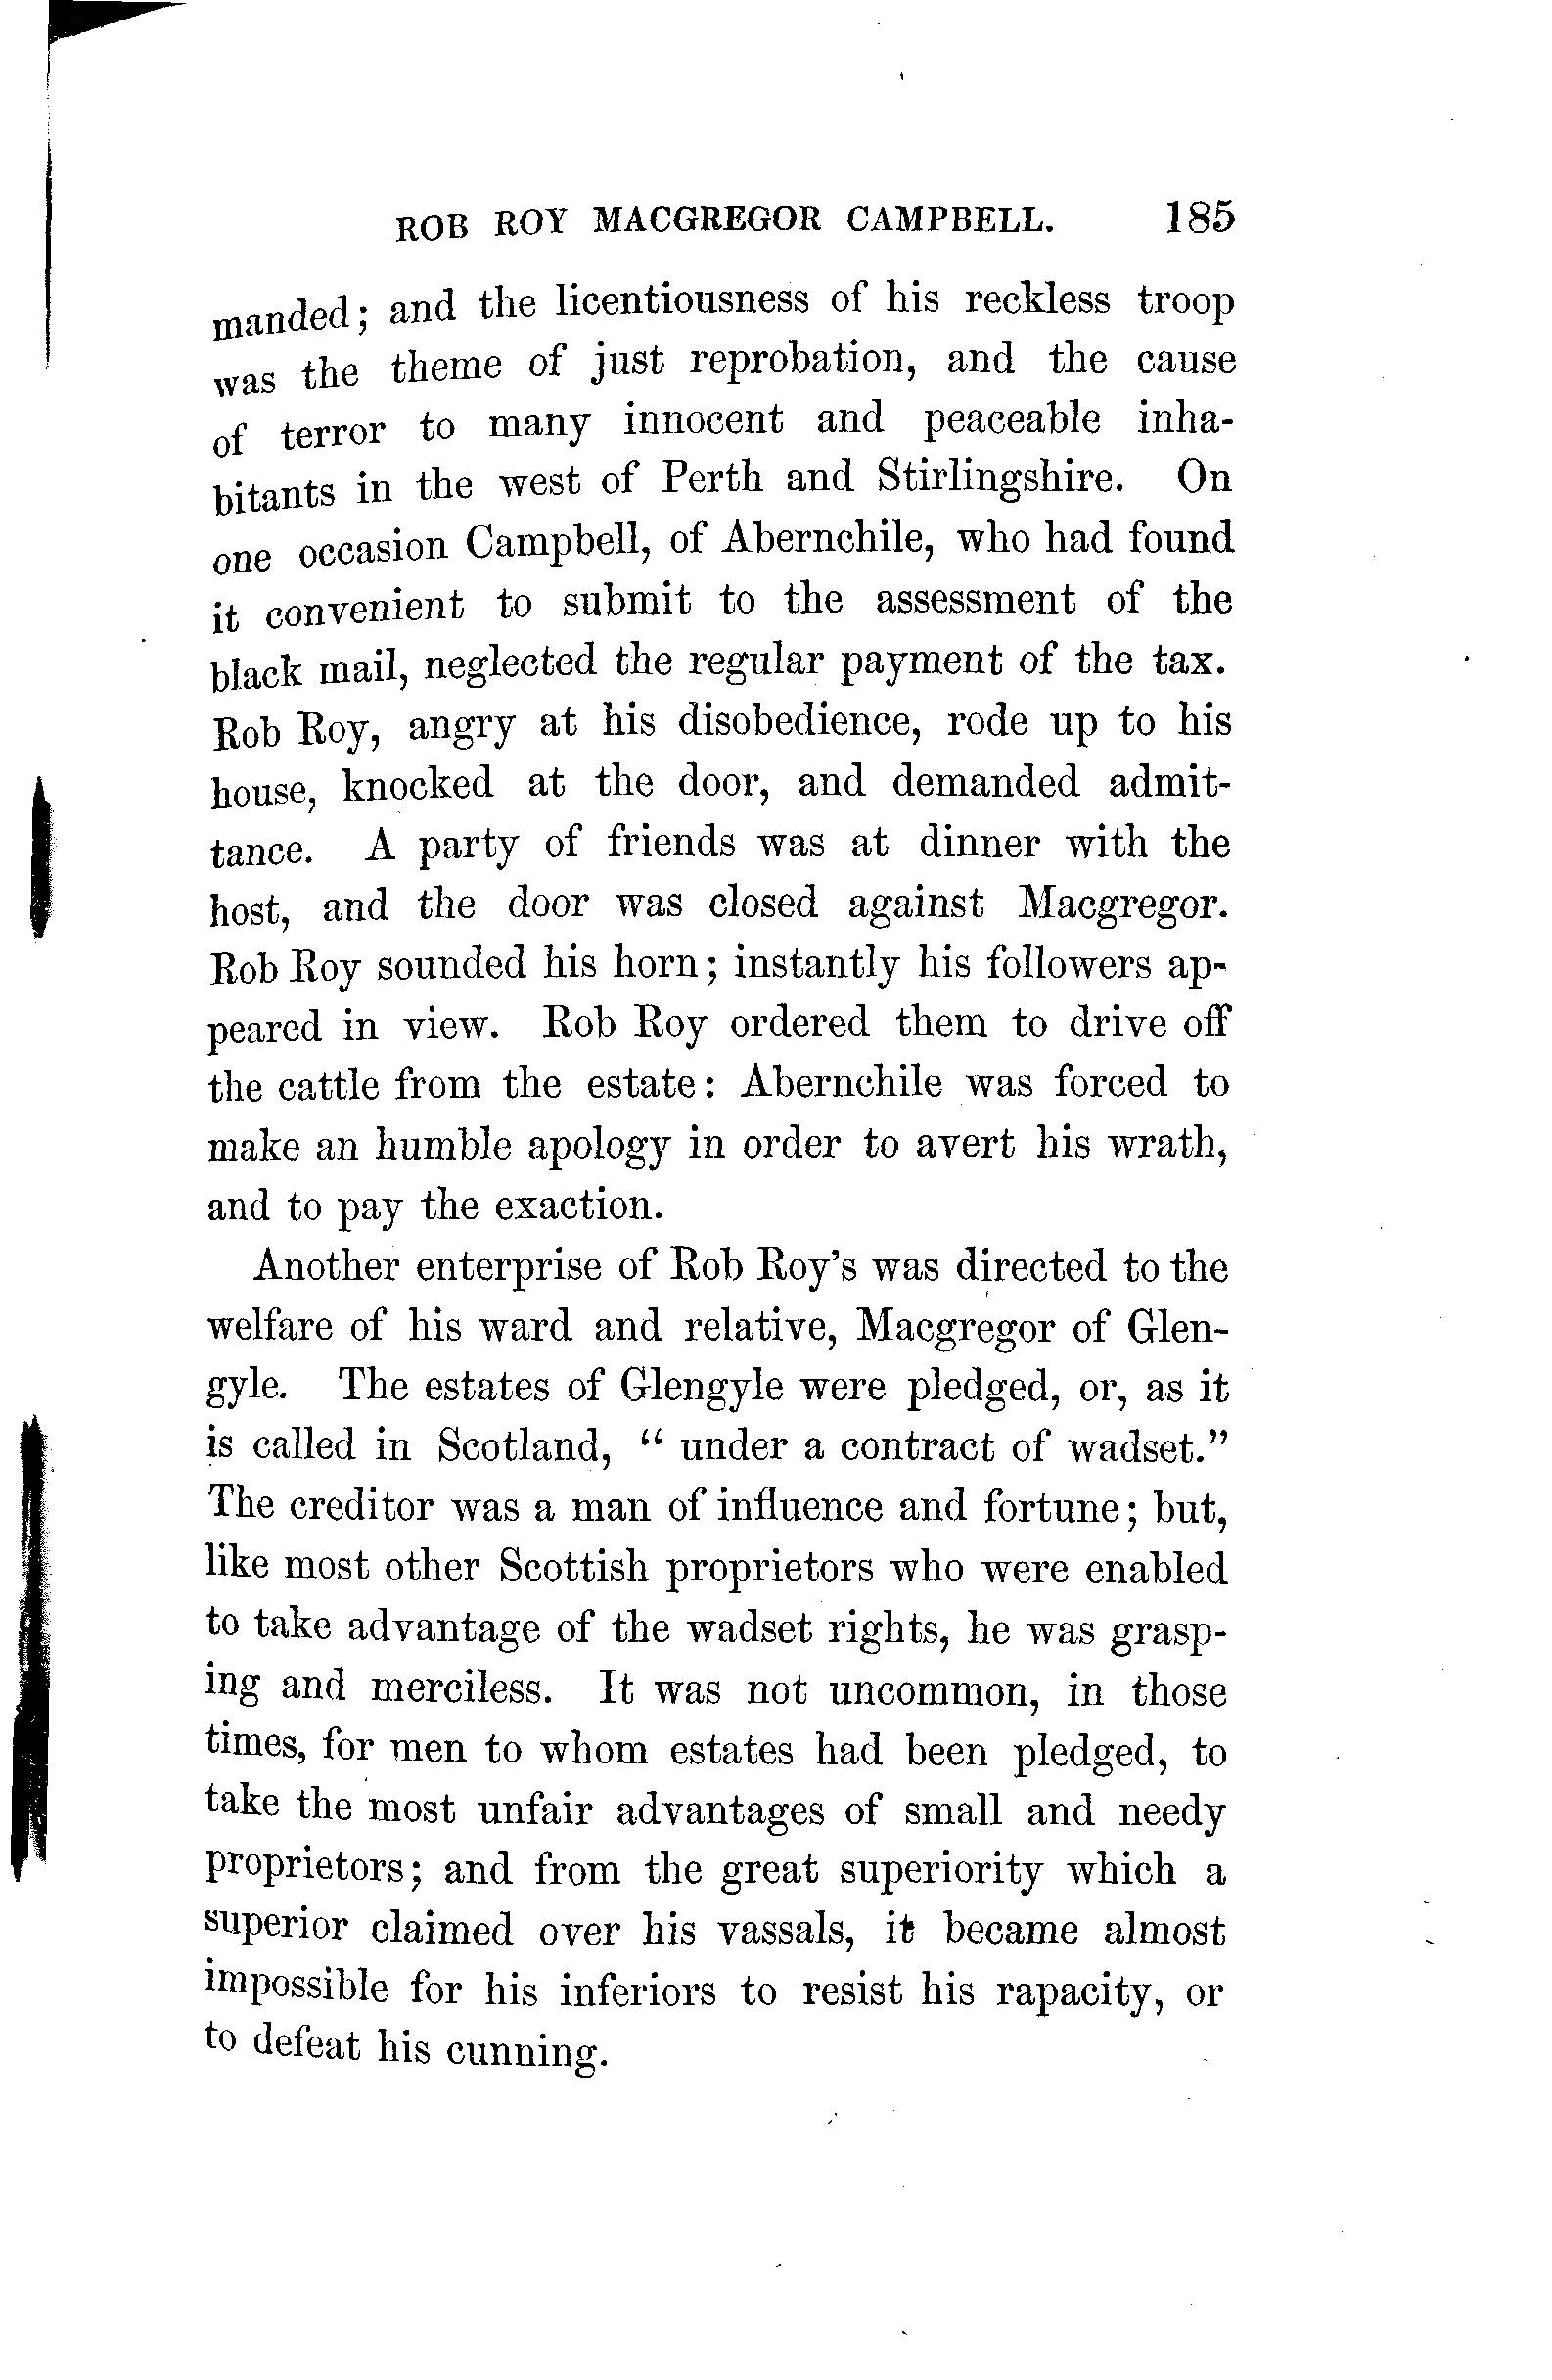 ROB ROY MACGREGOR CAMPBELL. 185
manded; and the licentiousness of his reckless troop
was the theme of just reprobation, and the cause
of terror to many innocent and peaceable inha-
bitants in the west of Perth and Stirlingshire. On
one occasion Campbell, of Abernchile, who had found
it convenient to submit to the assessment of the
black mail, neglected the regular payment of the tax.
Rob Roy, angry at his disobedience, rode up to his
house, knocked at the door, and demanded admit-
tance. A party of friends was at dinner with the
host, and the door was closed against Macgregor.
Rob Roy sounded his horn; instantly his followers ap-
peared in view. Rob Roy ordered them to drive off
the cattle from the estate: Abernchile was forced to
make an humble apology in order to avert his wrath,
and to pay the exaction.
Another enterprise of Rob Roy's was directed to the
welfare of his ward and relative, Macgregor of Glen-
gyle. The estates of Glengyle were pledged, or, as it
is called in Scotland, “ under a contract of wadset.”
The creditor was a man of influence and fortune; but,
like most other Scottish proprietors who were enabled
to take advantage of the wadset rights, he was grasp-
ing and merciless. It was not uncommon, in those
times, for men to whom estates had been pledged, to
take the most unfair advantages of small and needy
proprietors; and from the great superiority which a
superior claimed over his vassals, it became almost
impossible for his inferiors to resist his rapacity, or
to defeat his cunning.